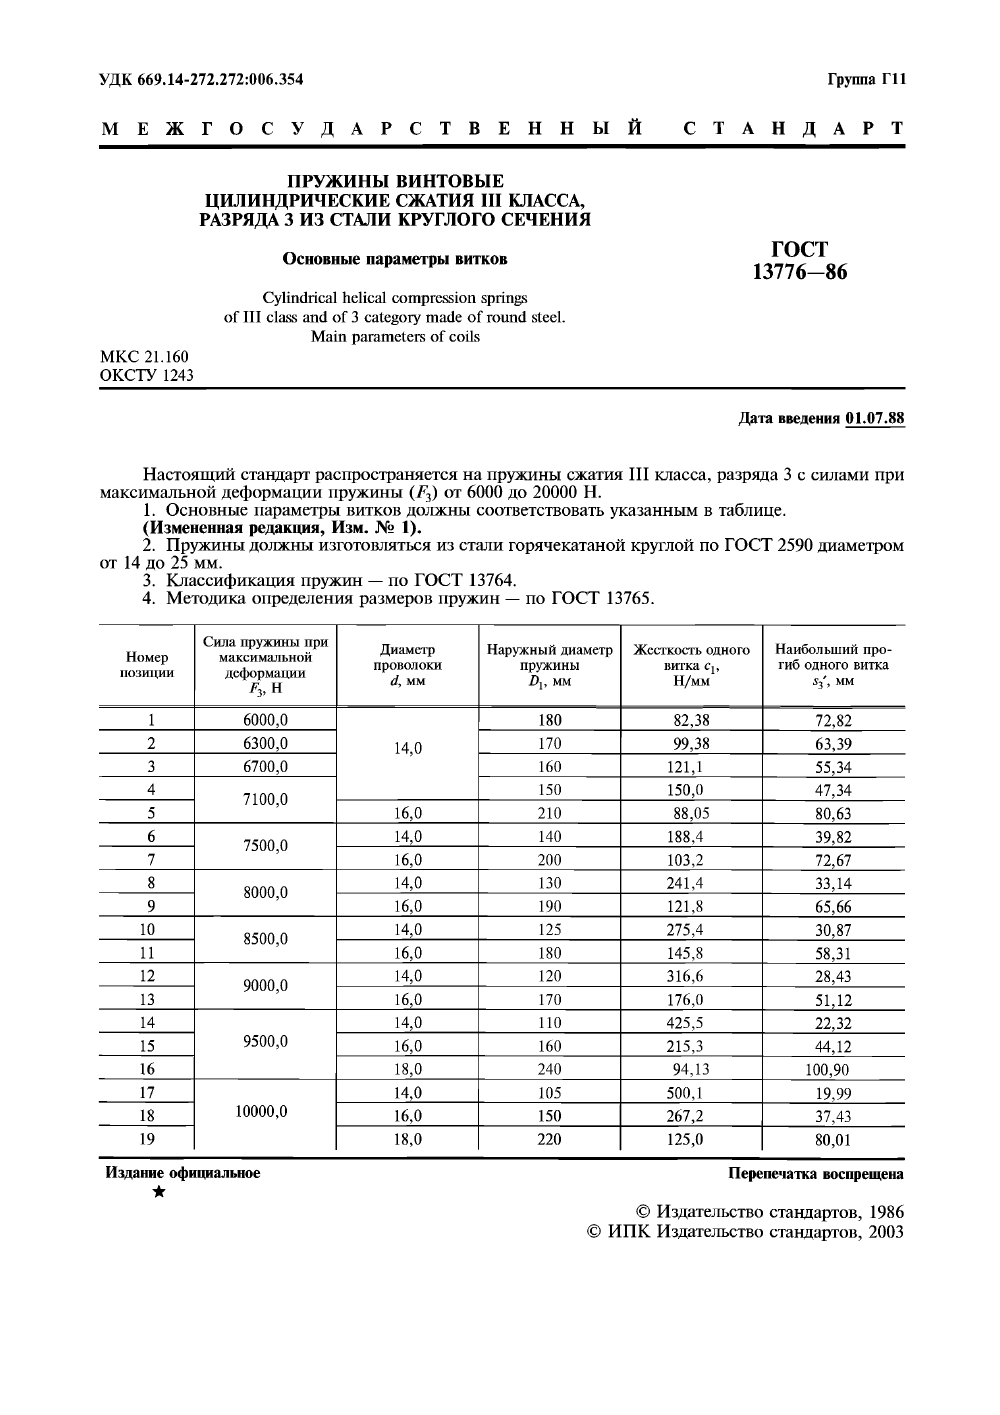 УДК 669.14-272.272:006.354 Группа Г11
МЕЖГОСУДАРСТВЕННЫЙ СТАНДАРТ
ПРУЖИНЫ ВИНТОВЫЕ
ЦИЛИНДРИЧЕСКИЕ СЖАТИЯ III КЛАССА,
РАЗРЯДА 3 ИЗ СТАЛИ КРУГЛОГО СЕЧЕНИЯ
Основные параметры витков
ГОСТ
13776—86
Cylindrical helical compression springs
of III class and of 3 category made of round steel.
Main parameters of coils
МКС 21.160
ОКСТУ 1243
Дата введения 01.07.88
Настоящий стандарт распространяется на пружины сжатия III класса, разряда 3 с силами при
максимальной деформации пружины (F₃) от 6000 до 20000 Н.
1. Основные параметры витков должны соответствовать указанным в таблице.
(Измененная редакция, Изм. № 1).
2. Пружины должны изготовляться из стали горячекатаной круглой по ГОСТ 2590 диаметром
от 14 до 25 мм.
3. Классификация пружин — по ГОСТ 13764.
4. Методика определения размеров пружин — по ГОСТ 13765.
Номер
позиции
Сила пружины при
максимальной
деформации
F₃, Н
Диаметр
проволоки
d, мм
Наружный диаметр
пружины
D₁, мм
Жесткость одного
витка c₁,
Н/мм
Наибольший про-
гиб одного витка
s₃′, мм
1 6000,0 14,0 180 82,38 72,82
2 6300,0 170 99,38 63,39
3 6700,0 160 121,1 55,34
4 7100,0 150 150,0 47,34
5 16,0 210 88,05 80,63
6 7500,0 14,0 140 188,4 39,82
7 16,0 200 103,2 72,67
8 8000,0 14,0 130 241,4 33,14
9 16,0 190 121,8 65,66
10 8500,0 14,0 125 275,4 30,87
11 16,0 180 145,8 58,31
12 9000,0 14,0 120 316,6 28,43
13 16,0 170 176,0 51,12
14 9500,0 14,0 110 425,5 22,32
15 16,0 160 215,3 44,12
16 18,0 240 94,13 100,90
17 10000,0 14,0 105 500,1 19,99
18 16,0 150 267,2 37,43
19 18,0 220 125,0 80,01
Издание официальное Перепечатка воспрещена
★
© Издательство стандартов, 1986
© ИПК Издательство стандартов, 2003